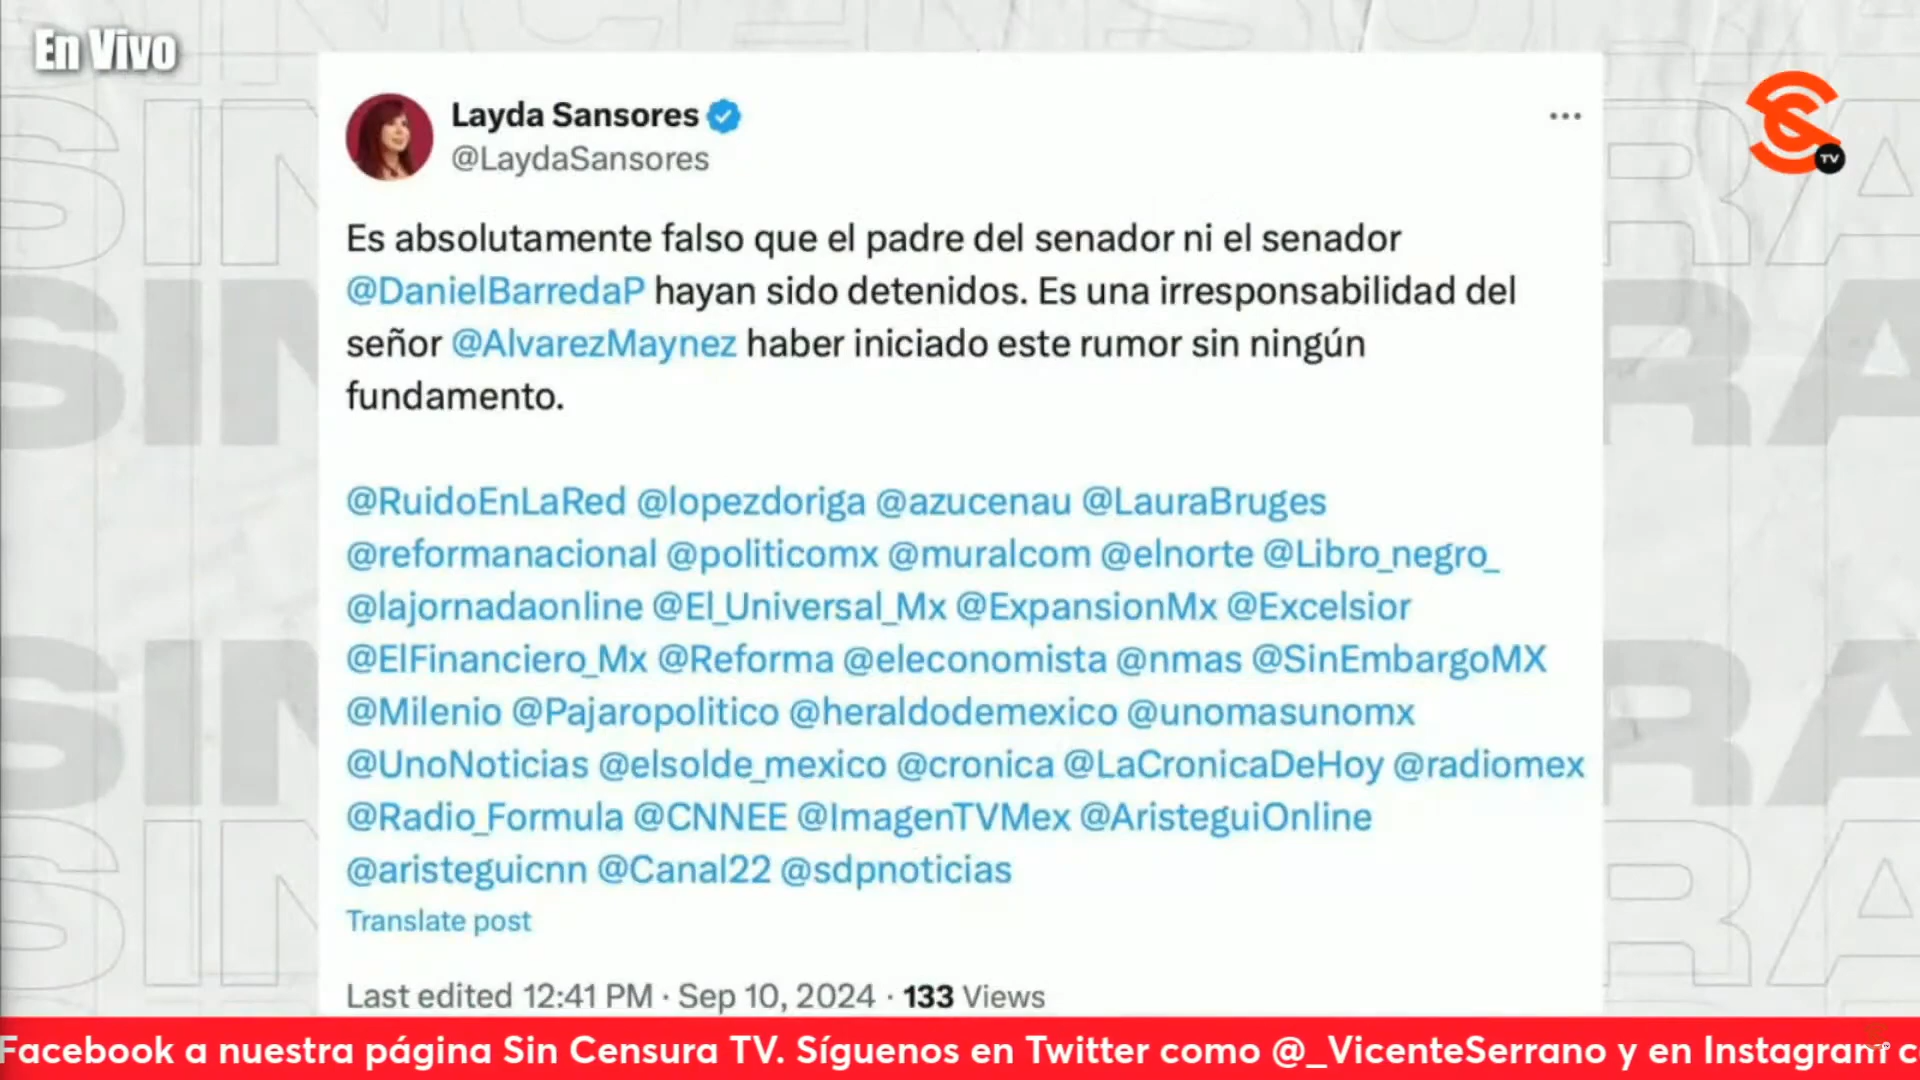 En Vivo
Layda Sansores
@LaydaSansores
TV
Es absolutamente falso que el padre del senador ni el senador
@DanielBarredaP hayan sido detenidos. Es una irresponsabilidad del
señor @AlvarezMaynez haber iniciado este rumor sin ningún
fundamento.
@RuidoEnLaRed @lopezdoriga @azucenau @LauraBruges
@reformanacional @politicomx @muralcom @elnorte @Libro_negro_
@lajornadaonline @El_Universal_Mx @ExpansionMx @Excelsior
@ElFinanciero_Mx @Reforma @eleconomista @nmas @SinEmbargoMX
@Milenio @Pajaropolitico @heraldodemexico @unomasunomx
@UnoNoticias @elsolde_mexico @cronica @LaCronicaDeHoy @radiomex
@Radio_Formula @CNNEE @ImagenTVMex @AristeguiOnline
@aristeguicnn @Canal22 @sdpnoticias
Translate post
Last edited 12:41 PM · Sep 10, 2024 · 133 Views
Facebook a nuestra página Sin Censura TV. Síguenos en Twitter como @_VicenteSerrano y en Instagram c